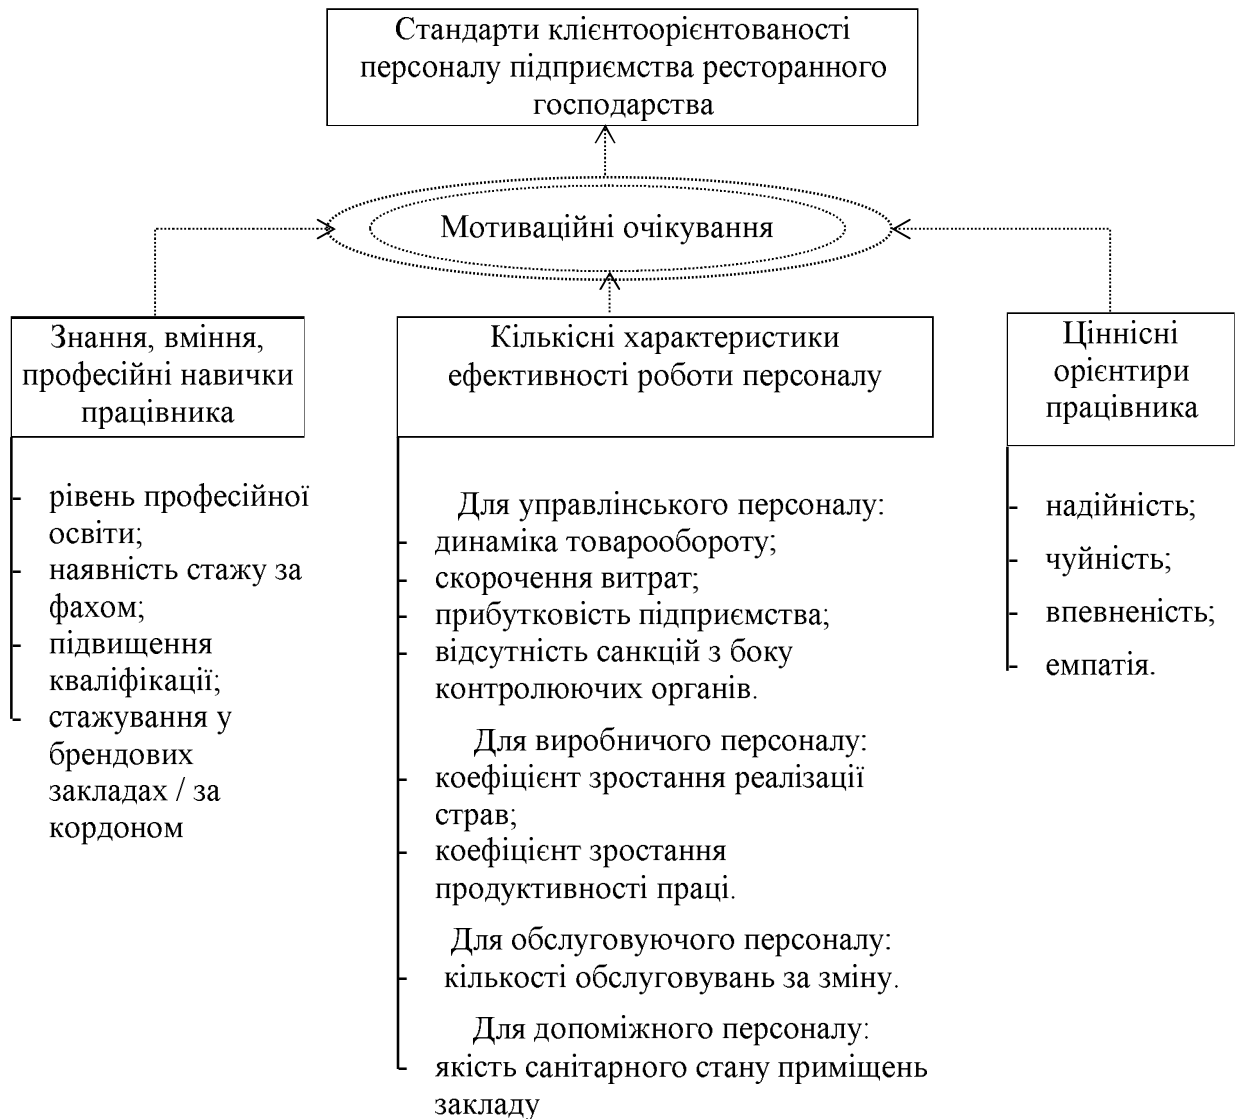 Стандарти клієнтоорієнтованості
персоналу підприємства ресторанного
господарства
Мотиваційні очікування
Знання, вміння,
професійні навички
працівника
- рівень професійної
освіти;
- наявність стажу за
фахом;
- підвищення
кваліфікації;
- стажування у
брендових
закладах / за
кордоном
Кількісні характеристики
ефективності роботи персоналу
Для управлінського персоналу:
- динаміка товарообороту;
- скорочення витрат;
- прибутковість підприємства;
- відсутність санкцій з боку
контролюючих органів.
Для виробничого персоналу:
- коефіцієнт зростання реалізації
страв;
- коефіцієнт зростання
продуктивності праці.
Для обслуговуючого персоналу:
- кількості обслуговувань за зміну.
Для допоміжного персоналу:
- якість санітарного стану приміщень
закладу
Ціннісні
орієнтири
працівника
- надійність;
- чуйність;
- впевненість;
- емпатія.